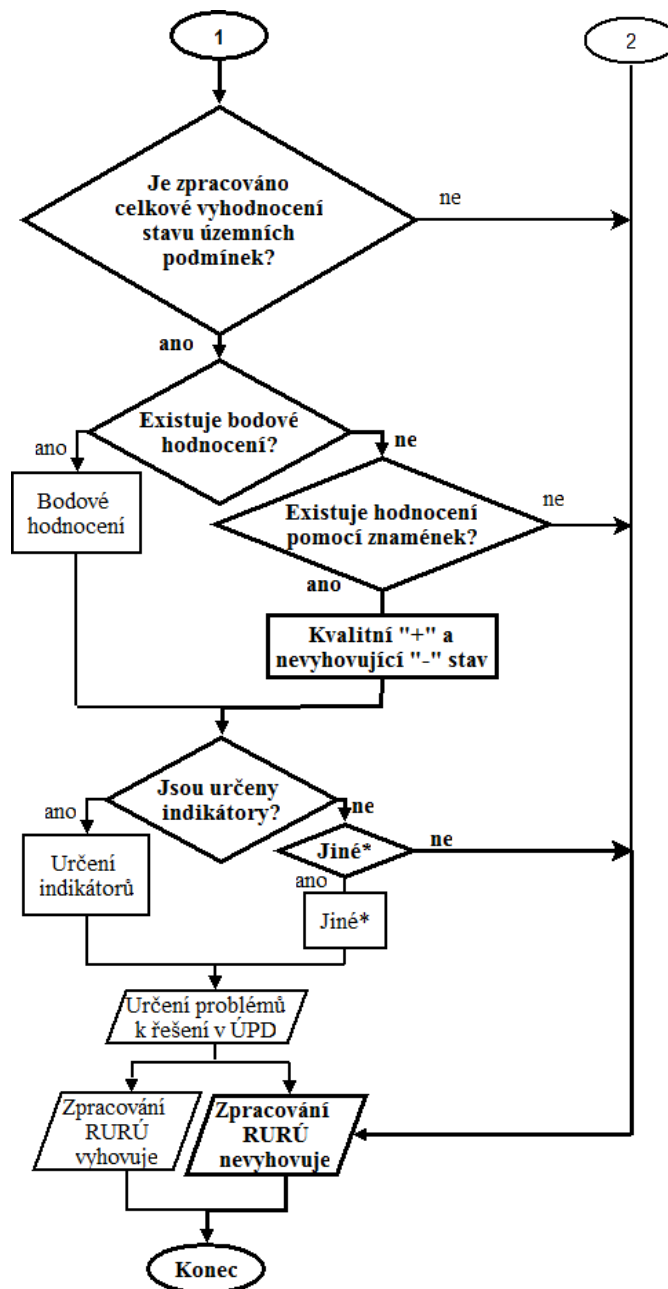 1
2
Je zpracováno
celkové vyhodnocení
stavu územních
podmínek?
ne
ano
Existuje bodové
hodnocení?
ano
ne
Bodové
hodnocení
Existuje hodnocení
pomocí znamének?
ne
ano
Kvalitní "+" a
nevyhovující "-" stav
Jsou určeny
indikátory?
ano
ne
Určení
indikátorů
Jiné*
ne
ano
Jiné*
Určení problémů
k řešení v ÚPD
Zpracování
RURÚ
vyhovuje
Zpracování
RURÚ
nevyhovuje
Konec